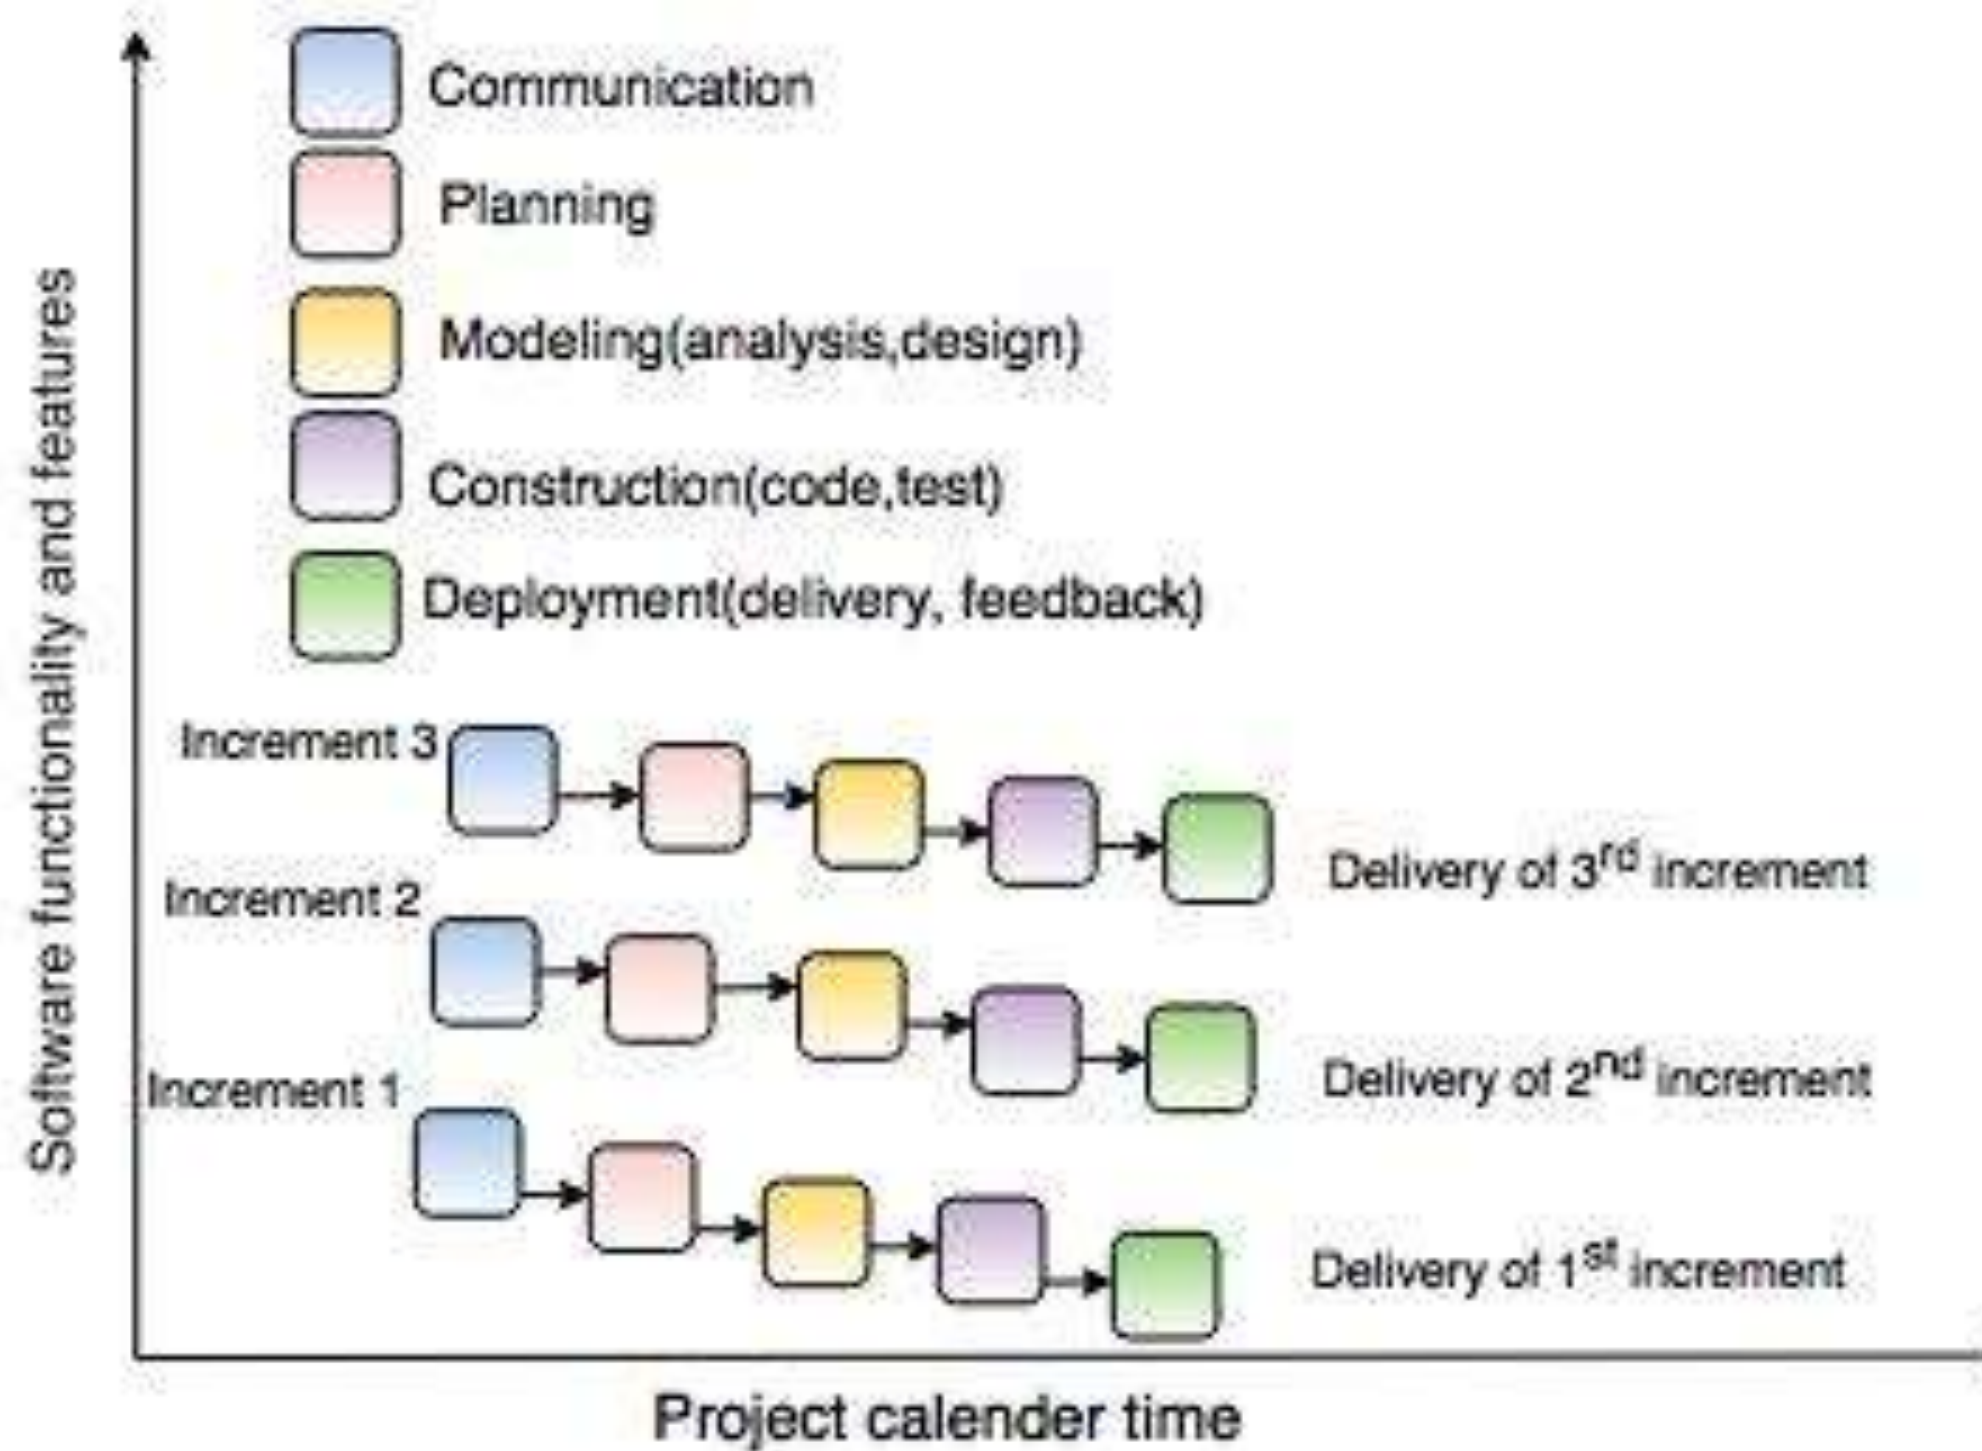 Software functionality and features
Communication
Planning
Modeling(analysis,design)
Construction(code,test)
Deployment(delivery, feedback)
Increment 3
Delivery of 3rd increment
Increment 2
Delivery of 2nd increment
Increment 1
Delivery of 1st increment
Project calender time